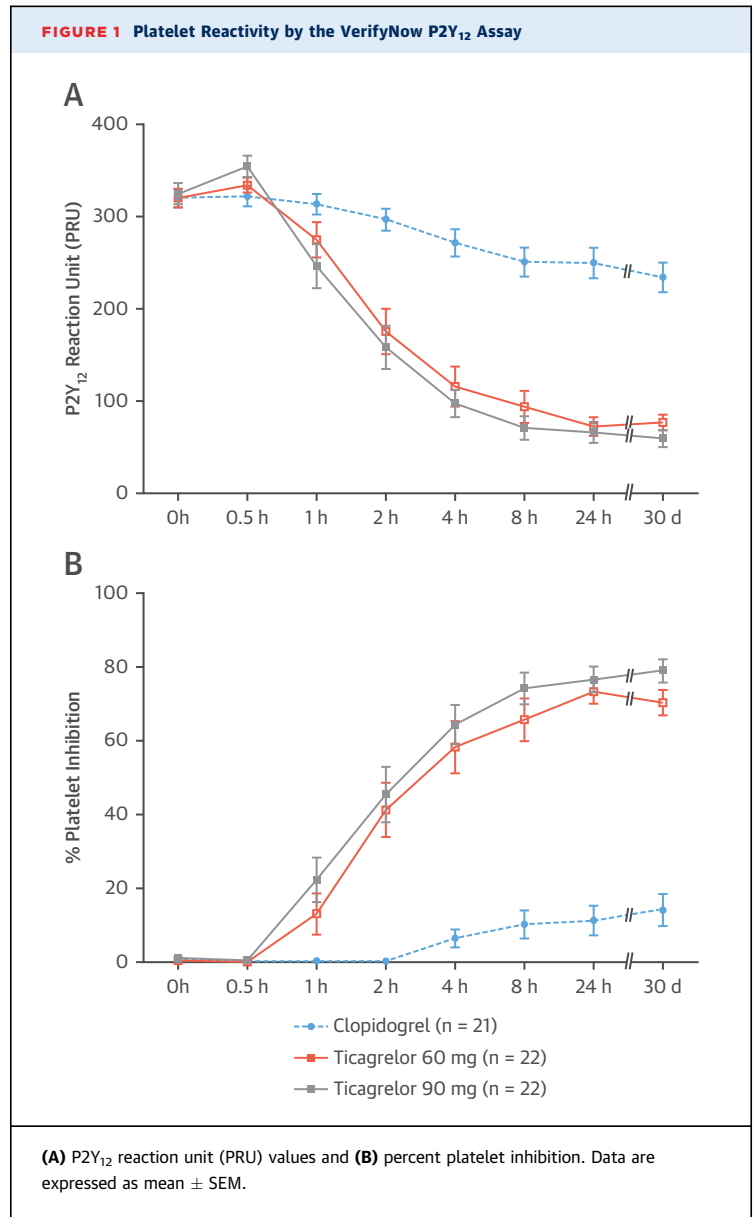 FIGURE 1 Platelet Reactivity by the VerifyNow P2Y₁₂ Assay
A
P2Y₁₂ Reaction Unit (PRU)
400
300
200
100
0
0h 0.5 h 1 h 2 h 4 h 8 h 24 h 30 d
B
% Platelet Inhibition
100
80
60
40
20
0
0h 0.5 h 1 h 2 h 4 h 8 h 24 h 30 d
Clopidogrel (n = 21)
Ticagrelor 60 mg (n = 22)
Ticagrelor 90 mg (n = 22)
(A) P2Y₁₂ reaction unit (PRU) values and (B) percent platelet inhibition. Data are
expressed as mean ± SEM.